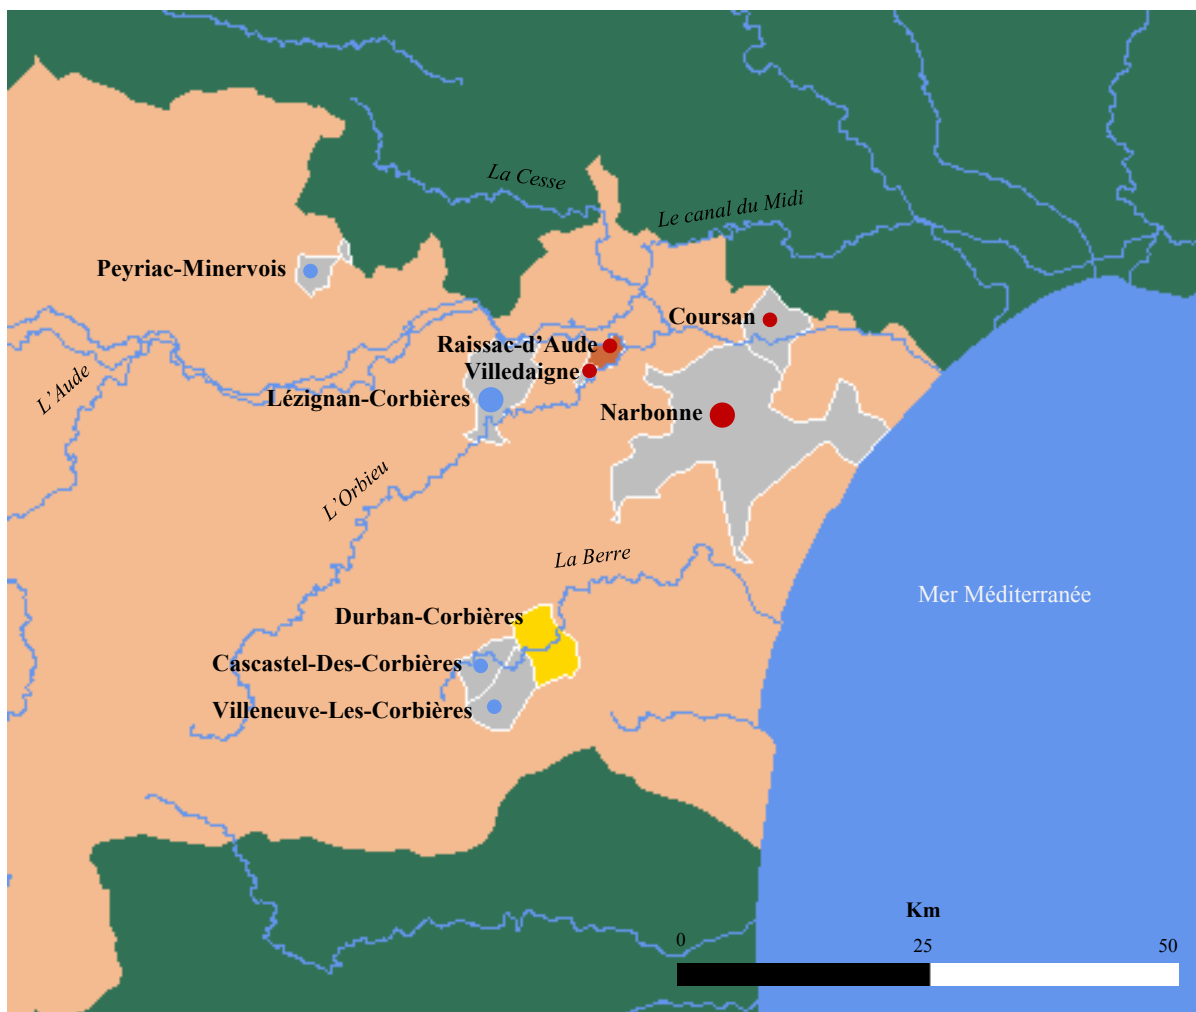 La Cesse
Le canal du Midi
Peyriac-Minervois
Coursan
Raissac-d’Aude
Villedaigne
L’Aude
Lézignan-Corbières
Narbonne
L’Orbieu
La Berre
Mer Méditerranée
Durban-Corbières
Cascastel-Des-Corbières
Villeneuve-Les-Corbières
Km
0 25 50